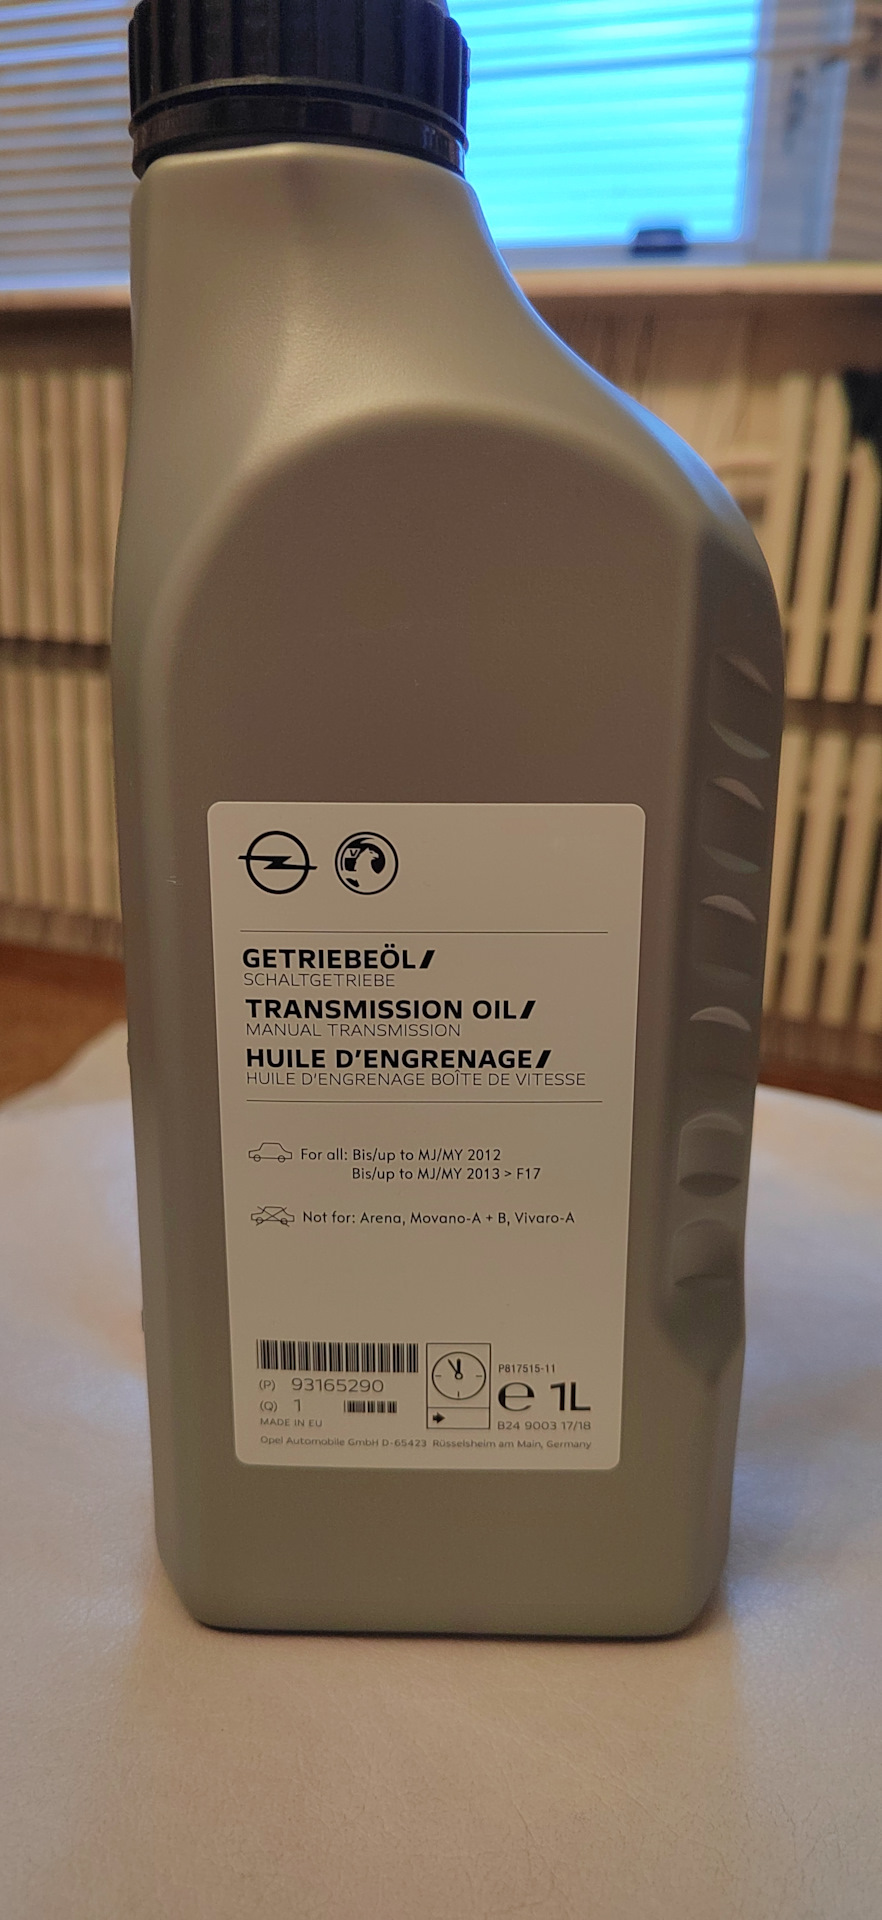 GETRIEBEÖL/
SCHALTGETRIEBE
TRANSMISSION OIL/
MANUAL TRANSMISSION
HUILE D'ENGRENAGE/
HUILE D'ENGRENAGE BOÎTE DE VITESSE
For all: Bis/up to MJ/MY 2012
Bis/up to MJ/MY 2013 > F17
Not for: Arena, Movano-A + B, Vivaro-A
(P) 93165290
(Q) 1
MADE IN EU
P817515-11
e 1L
B24 9003 17/18
Opel Automobile GmbH D-65423 Rüsselsheim am Main, Germany